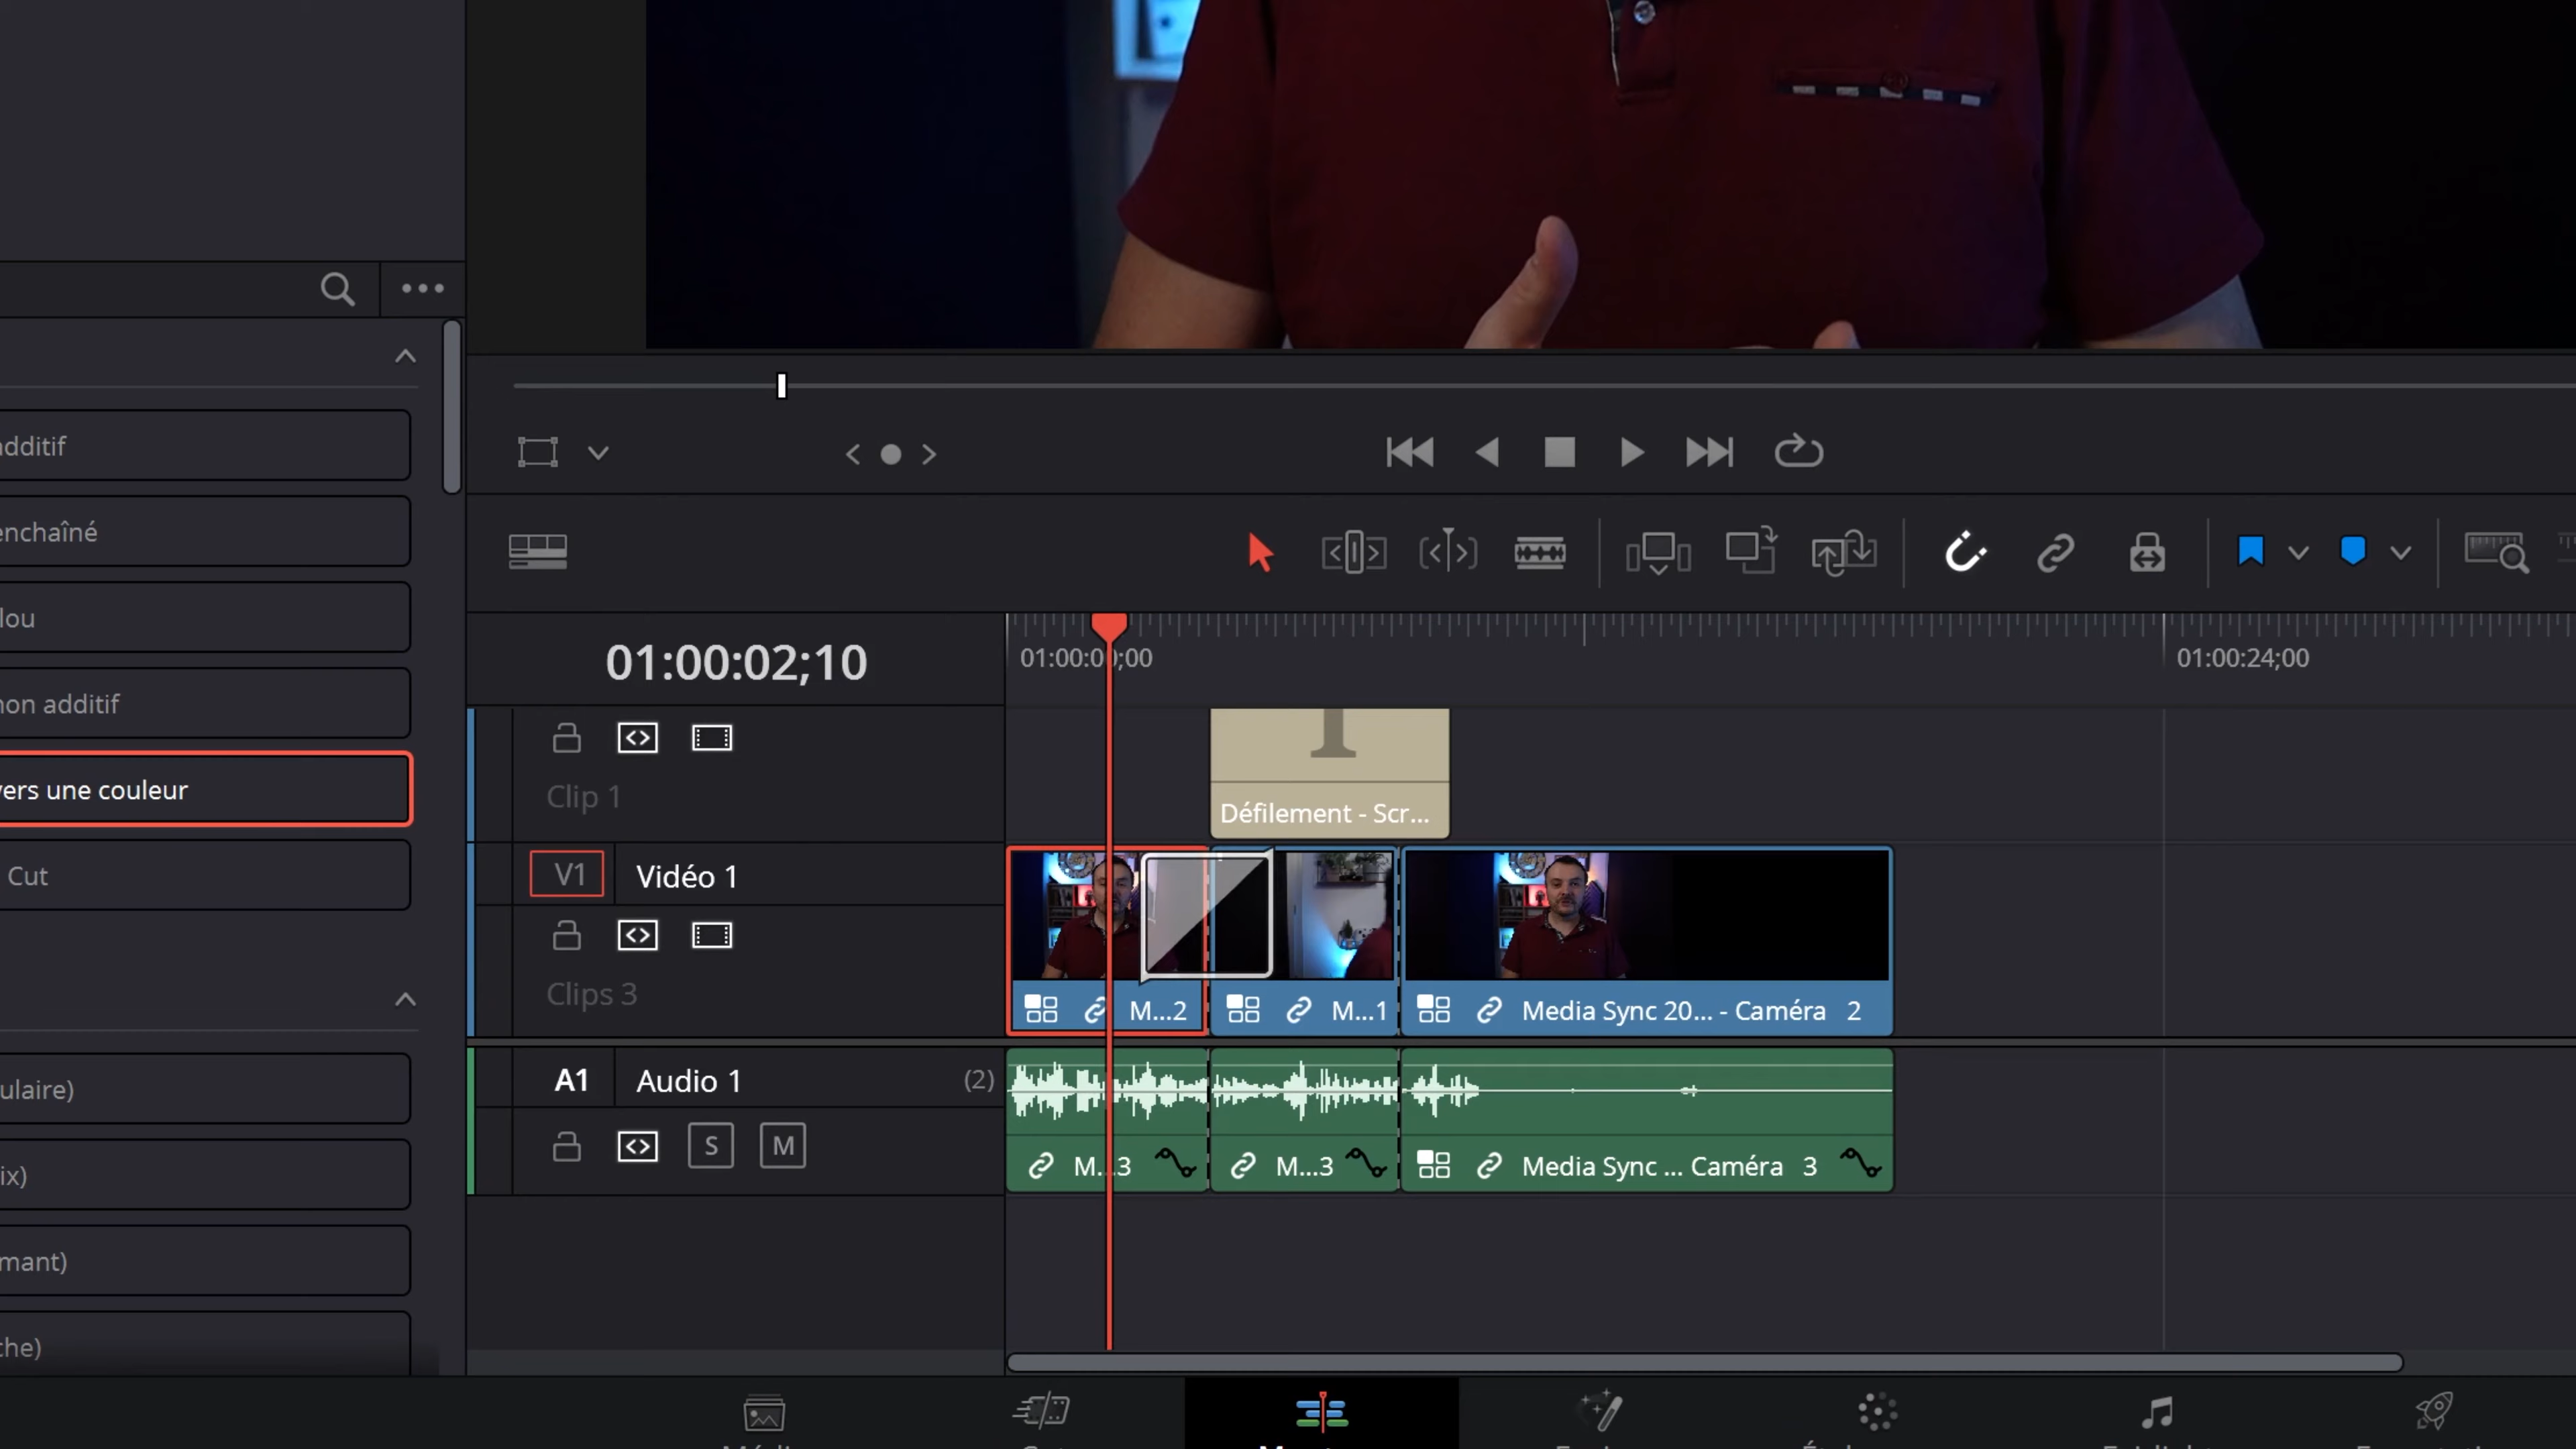 additif
enchaîné
lou
non additif
vers une couleur
Cut
ulaire)
ix)
mant)
che)
01:00:02;10
01:00:00;00
01:00:24;00
Clip 1
Défilement - Scr...
V1
Vidéo 1
Clips 3
M...2
M...1
Media Sync 20... - Caméra 2
A1
Audio 1
(2)
S
M
M...3
M...3
Media Sync ... Caméra 3